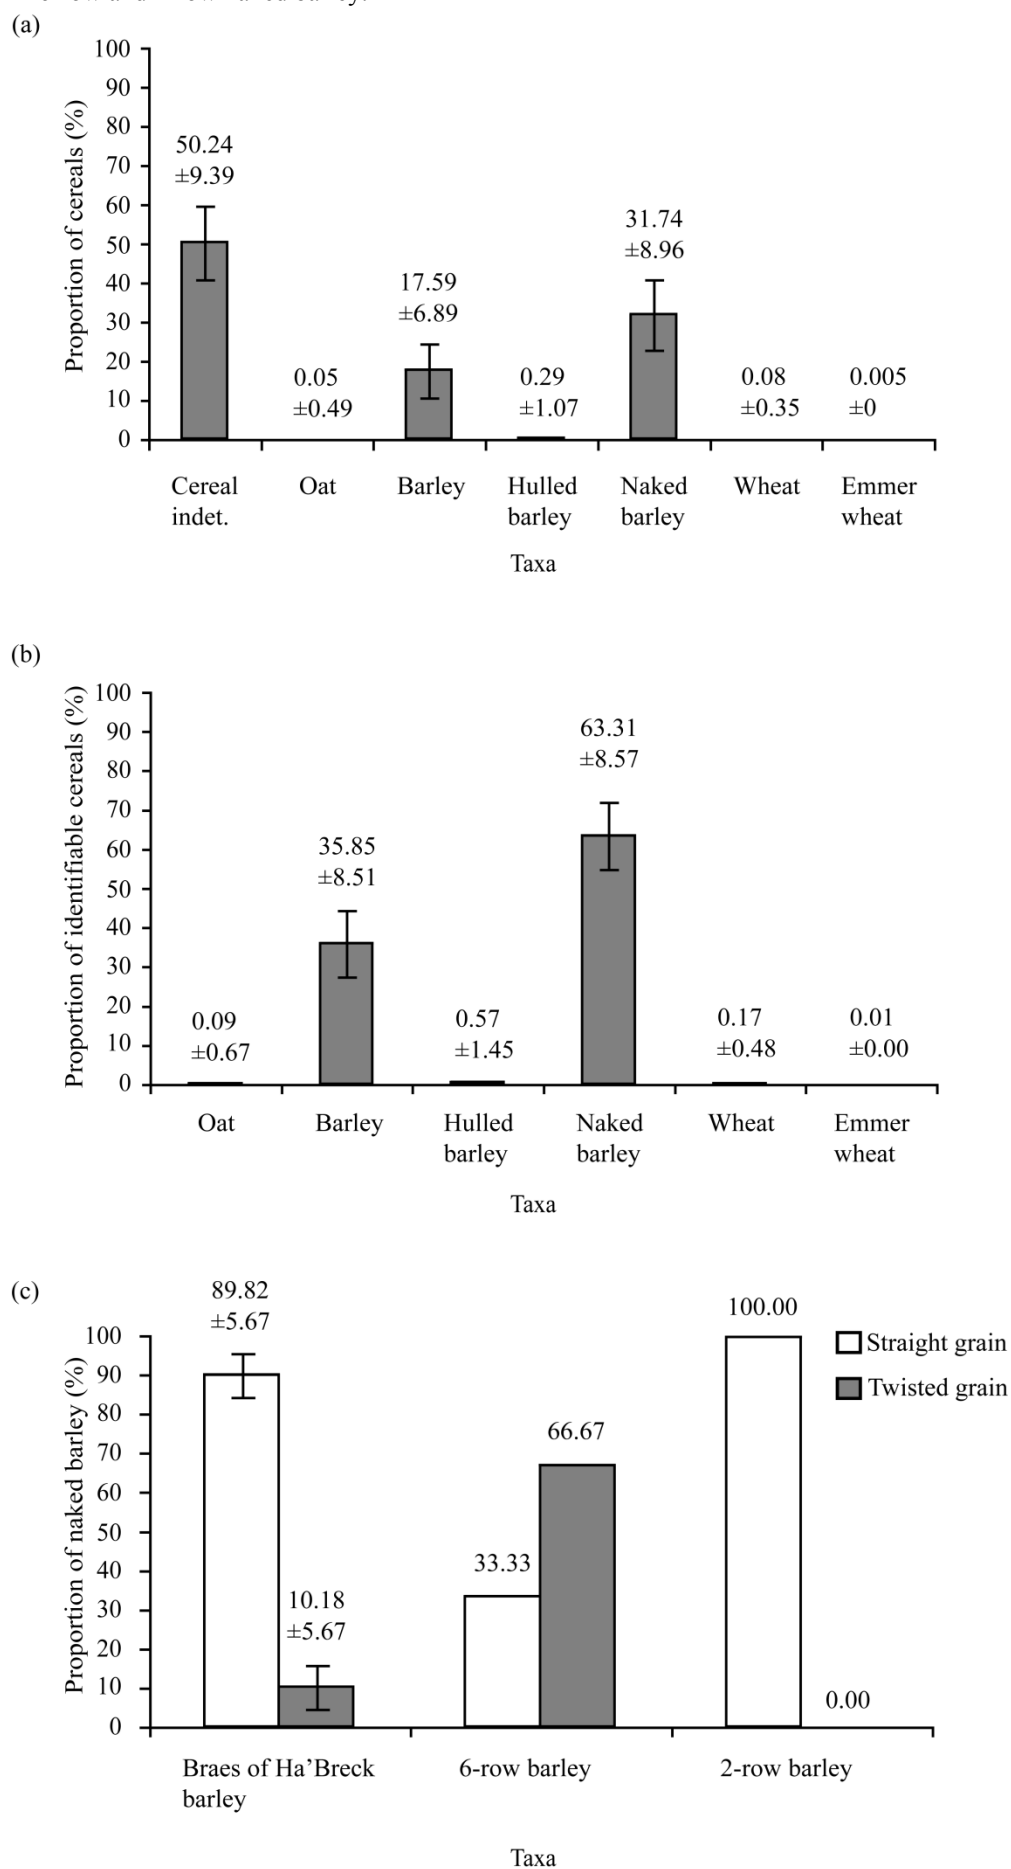 (a)
Proportion of cereals (%)
100
90
80
70
60
50
40
30
20
10
0
50.24
±9.39
0.05
±0.49
17.59
±6.89
0.29
±1.07
31.74
±8.96
0.08
±0.35
0.005
±0
Cereal
indet.
Oat
Barley
Hulled
barley
Naked
barley
Wheat
Emmer
wheat
Taxa
(b)
Proportion of identifiable cereals (%)
100
90
80
70
60
50
40
30
20
10
0
0.09
±0.67
35.85
±8.51
0.57
±1.45
63.31
±8.57
0.17
±0.48
0.01
±0.00
Oat
Barley
Hulled
barley
Naked
barley
Wheat
Emmer
wheat
Taxa
(c)
Proportion of naked barley (%)
100
90
80
70
60
50
40
30
20
10
0
89.82
±5.67
10.18
±5.67
33.33
66.67
100.00
0.00
Straight grain
Twisted grain
Braes of Ha’Breck
barley
6-row barley
2-row barley
Taxa